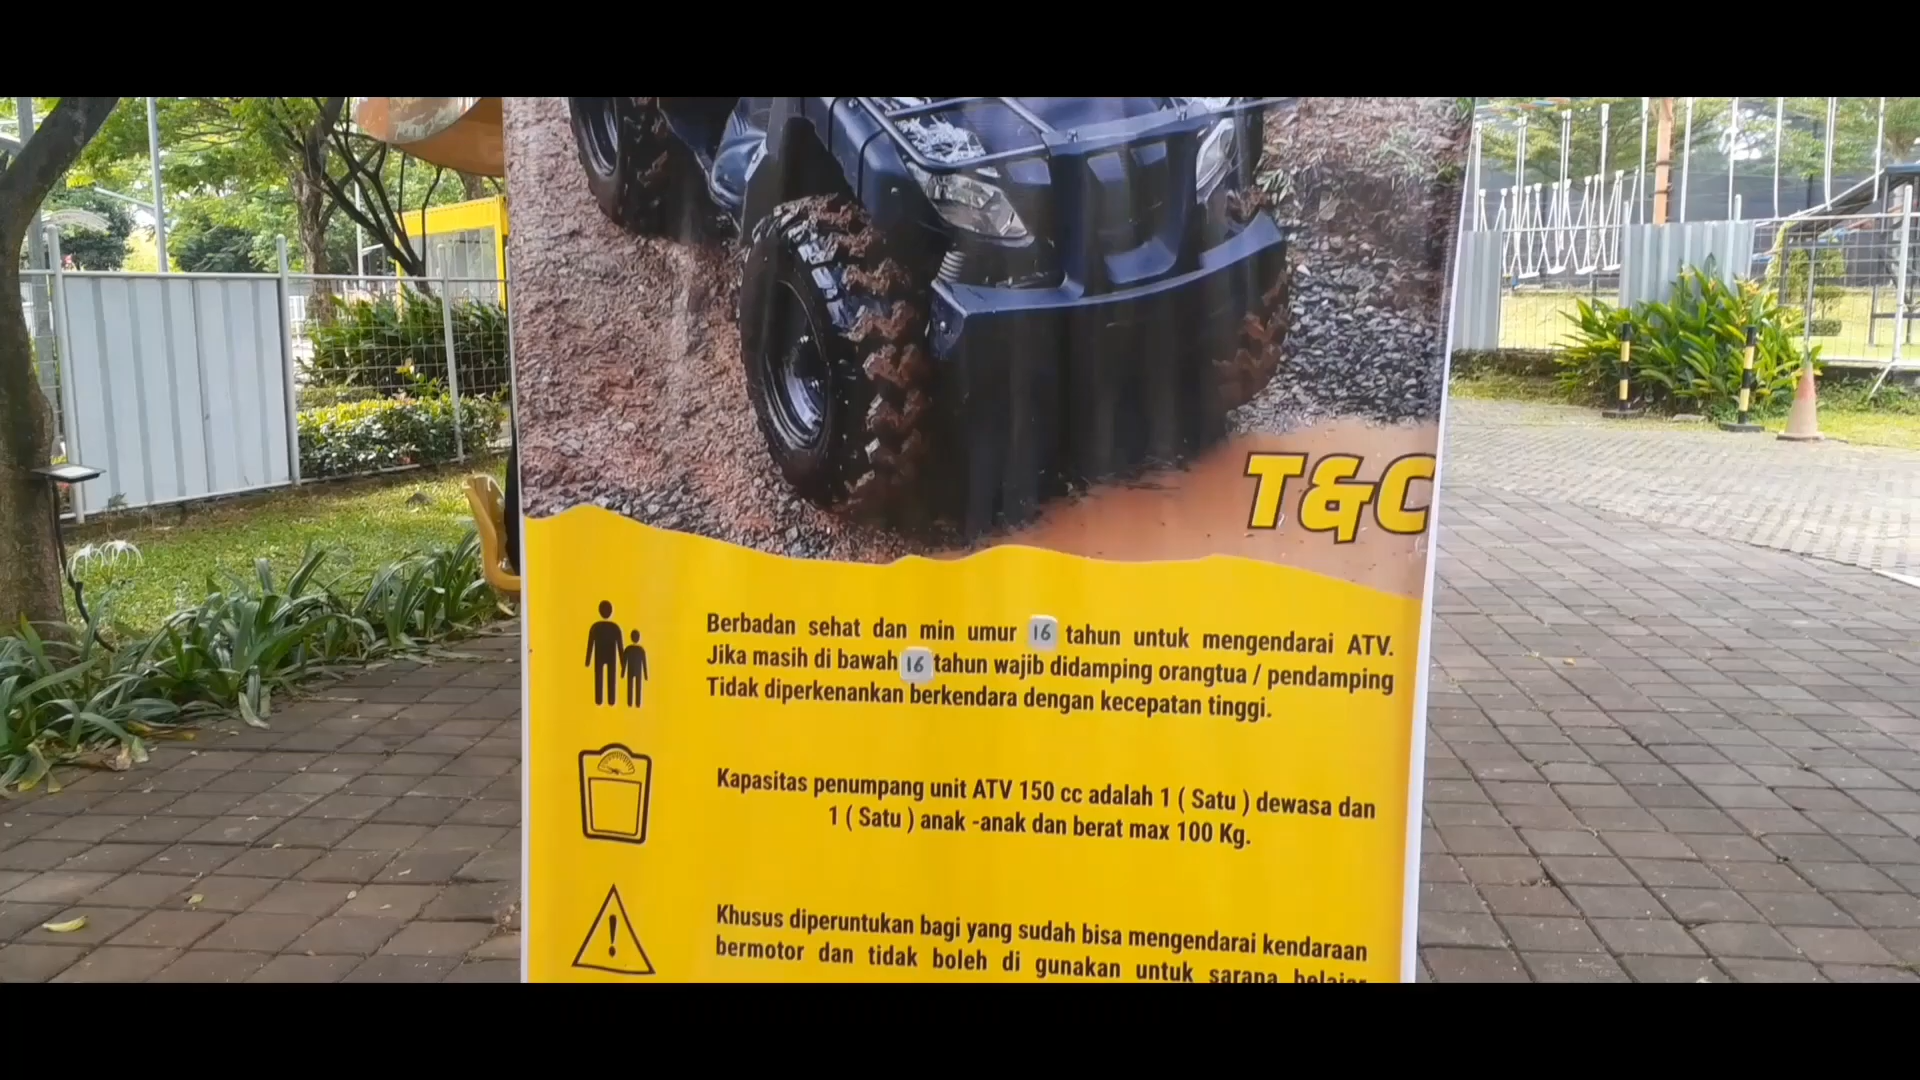 T&C
Berbadan sehat dan min umur 16 tahun untuk mengendarai ATV.
Jika masih di bawah 16 tahun wajib didamping orangtua / pendamping
Tidak diperkenankan berkendara dengan kecepatan tinggi.
Kapasitas penumpang unit ATV 150 cc adalah 1 ( Satu ) dewasa dan
1 ( Satu ) anak -anak dan berat max 100 Kg.
Khusus diperuntukan bagi yang sudah bisa mengendarai kendaraan
bermotor dan tidak boleh di gunakan untuk sarana belajar